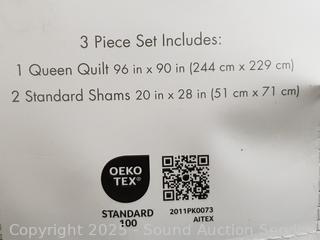 3 Piece Set Includes:
1 Queen Quilt 96 in x 90 in (244 cm x 229 cm)
2 Standard Shams 20 in x 28 in (51 cm x 71 cm)
OEKO
TEX®
STANDARD
100
2011PK0073
AITEX
Copyright 2025 - Sound Auction Service